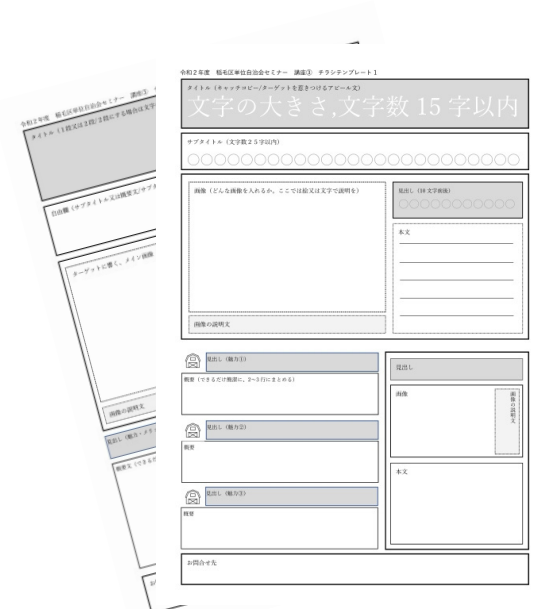 令和２年度　稲毛区単位自治会セミナー　講座③　チラシテンプレート１
タイトル（キャッチコピー/ターゲットを惹きつけるアピール文）
文字の大きさ,文字数 15 字以内
サブタイトル（文字数２５字以内）
○○○○○○○○○○○○○○○○○○○○
画像（どんな画像を入れるか、ここでは絵又は文字で説明を）
見出し（10 文字前後）
○○○○○○○○○○○
本文
画像の説明文
見出し（魅力①）
概要（できるだけ簡潔に、2～3 行にまとめる）
見出し（魅力②）
概要
見出し（魅力③）
概要
見出し
画像
画像の説明文
本文
お問合せ先
令和２年度　稲毛区単位自治会セミナー　講座③
タイトル（１段又は２段/２段にする場合は文字
自由欄（サブタイトル又は概要文/サブタ
ターゲットに響く、メイン画像
画像の説明文
見出し（魅力・メリ
概要文（できるだ
お